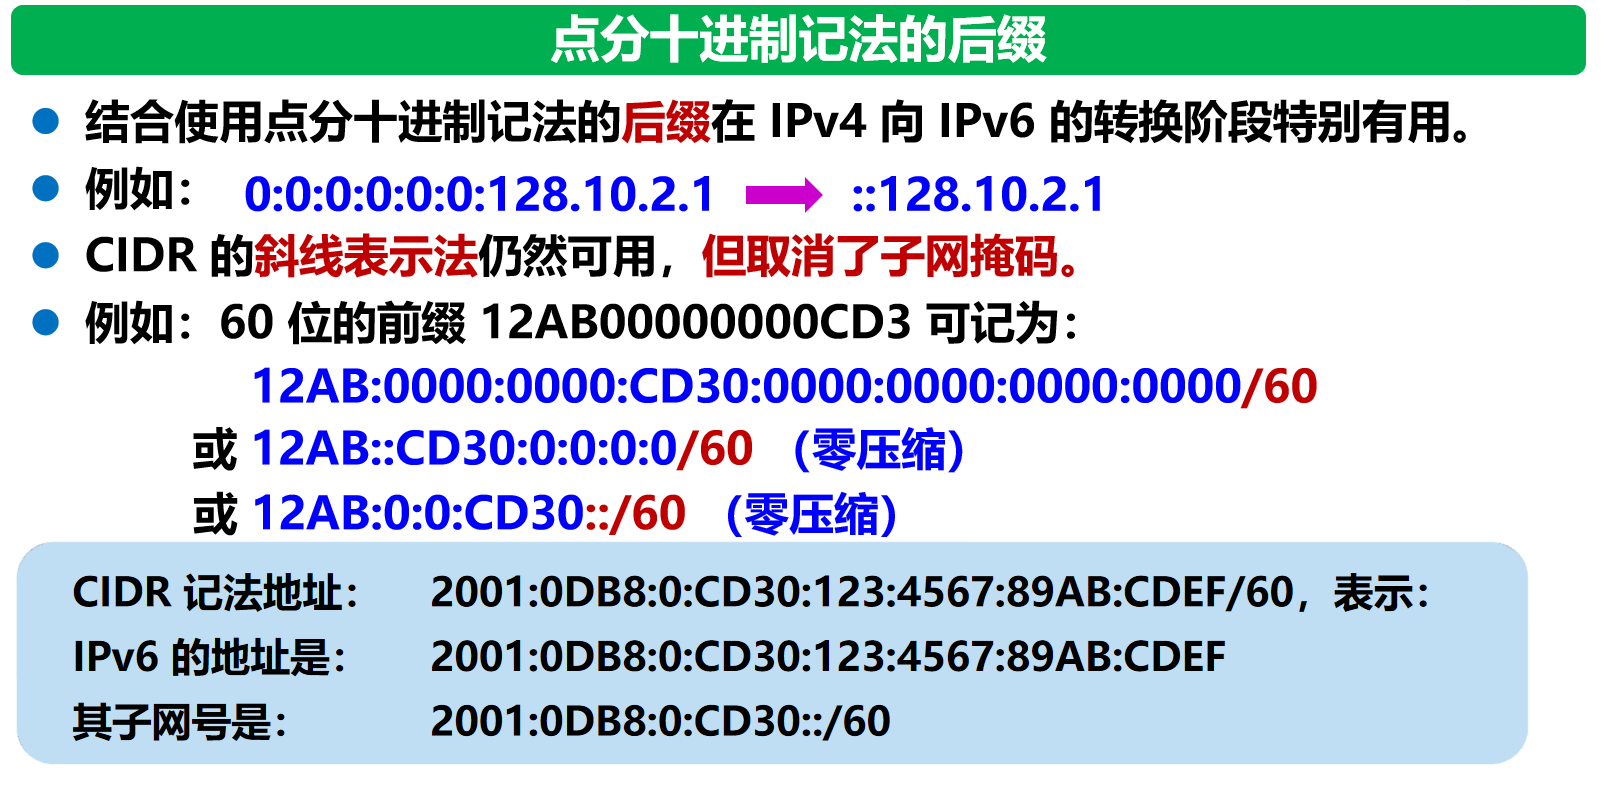 点分十进制记法的后缀
结合使用点分十进制记法的后缀在 IPv4 向 IPv6 的转换阶段特别有用。
例如： 0:0:0:0:0:0:128.10.2.1 ::128.10.2.1
CIDR 的斜线表示法仍然可用，但取消了子网掩码。
例如：60 位的前缀 12AB00000000CD3 可记为：
12AB:0000:0000:CD30:0000:0000:0000:0000/60
或 12AB::CD30:0:0:0:0/60 （零压缩）
或 12AB:0:0:CD30::/60 （零压缩）
CIDR 记法地址： 2001:0DB8:0:CD30:123:4567:89AB:CDEF/60，表示：
IPv6 的地址是： 2001:0DB8:0:CD30:123:4567:89AB:CDEF
其子网号是： 2001:0DB8:0:CD30::/60